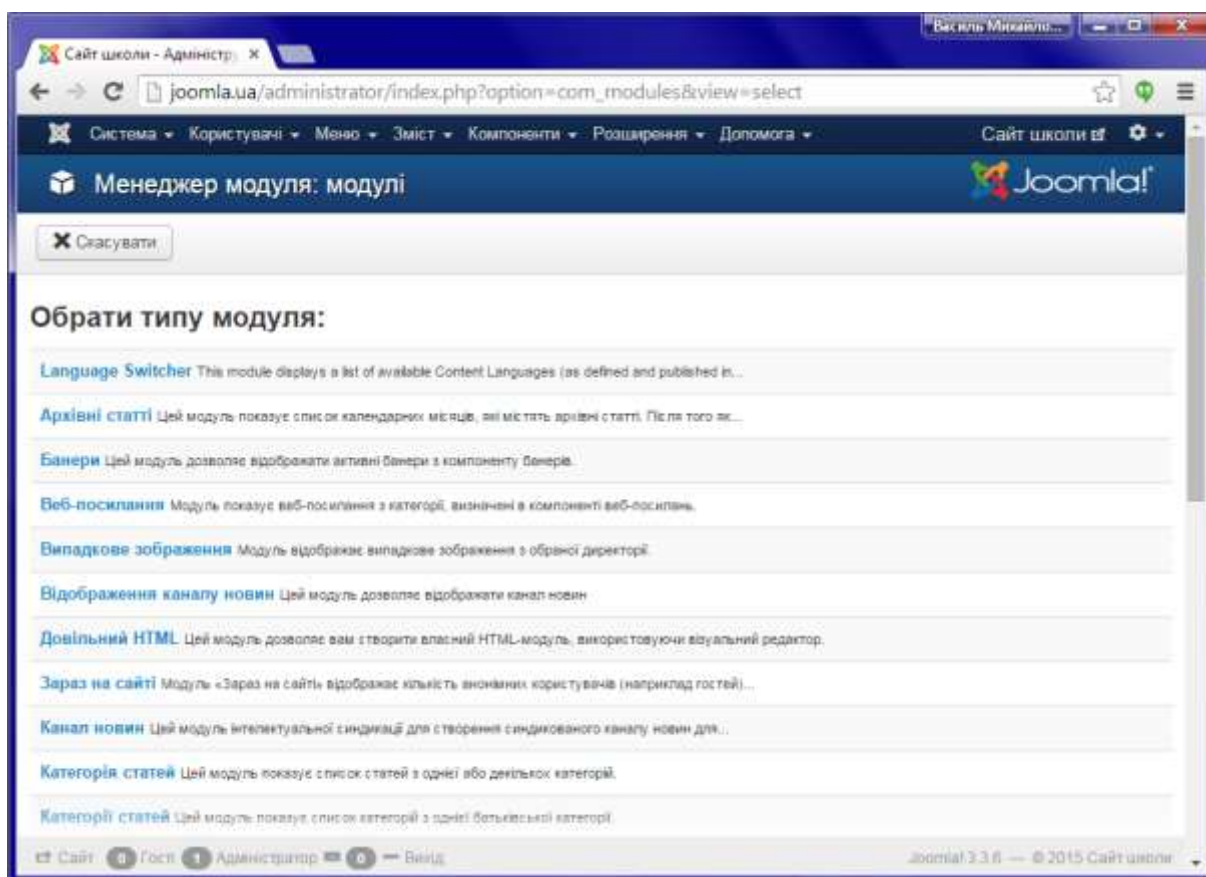 Василь Михайло...
Сайт школи - Адміністр
joomla.ua/administrator/index.php?option=com_modules&view=select
Система Користувачі Меню Зміст Компоненти Розширення Допомога Сайт школи
Менеджер модуля: модулі Joomla!
Скасувати
Обрати типу модуля:
Language Switcher This module displays a list of available Content Languages (as defined and published in...
Архівні статті Цей модуль показує список календарних місяців, які містять архівні статті. Після того як...
Банери Цей модуль дозволяє відображати активні банери з компоненту банерів.
Веб-посилання Модуль показує веб-посилання з категорії, визначені в компоненті веб-посилань.
Випадкове зображення Модуль відображає випадкове зображення з обраної директорії.
Відображення каналу новин Цей модуль дозволяє відображати канал новин
Довільний HTML Цей модуль дозволяє вам створити власний HTML-модуль, використовуючи візуальний редактор.
Зараз на сайті Модуль «Зараз на сайті» відображає кількість анонімних користувачів (наприклад гостей)...
Канал новин Цей модуль інтелектуальної синдикації для створення синдикованого каналу новин для...
Категорія статей Цей модуль показує список статей з однієї або декількох категорій.
Категорії статей Цей модуль показує список категорій з однієї батьківської категорії.
Сайт 0 Гості 1 Адміністратор 0 Вихід Joomla! 3.3.6 — © 2015 Сайт школи